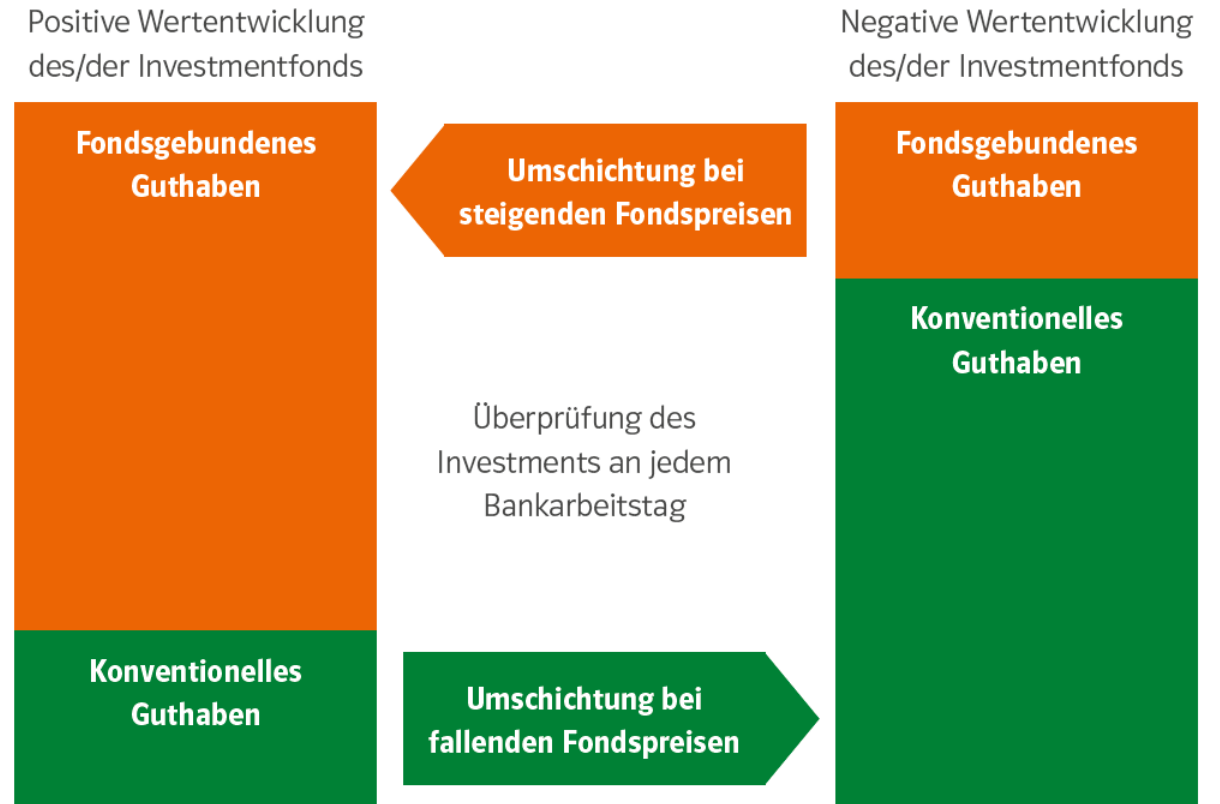 Positive Wertentwicklung
des/der Investmentfonds
Fondsgebundenes
Guthaben
Konventionelles
Guthaben
Umschichtung bei
steigenden Fondspreisen
Überprüfung des
Investments an jedem
Bankarbeitstag
Umschichtung bei
fallenden Fondspreisen
Negative Wertentwicklung
des/der Investmentfonds
Fondsgebundenes
Guthaben
Konventionelles
Guthaben